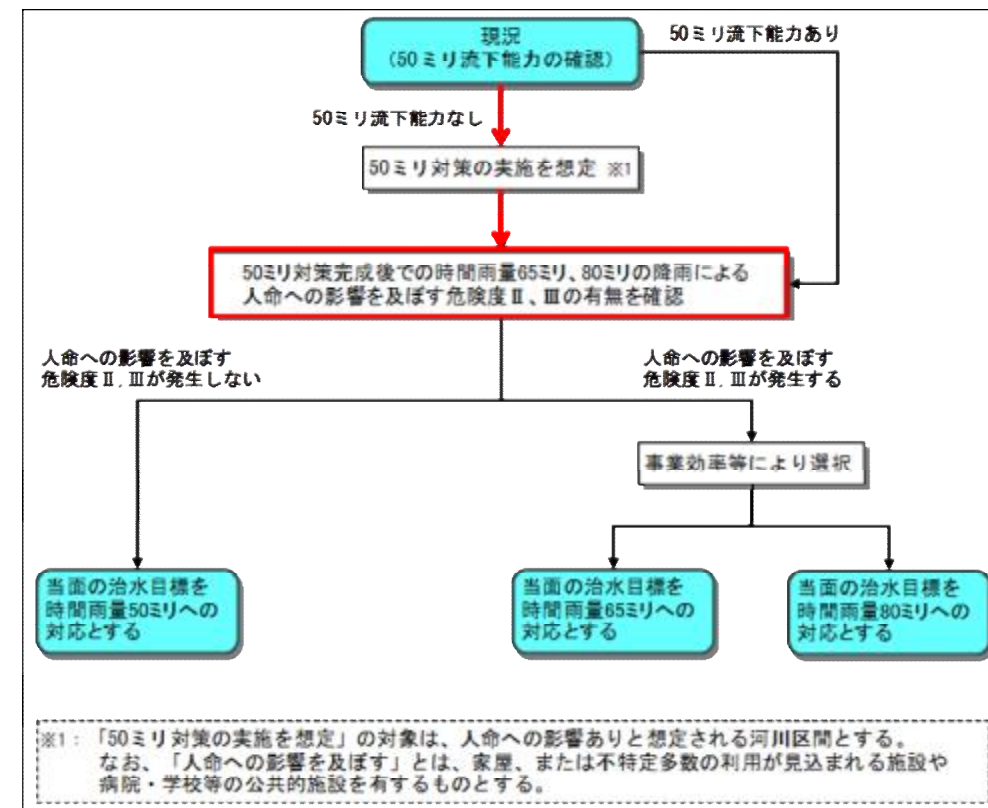 現況
(50ミリ流下能力の確認)
50ミリ流下能力あり
50ミリ流下能力なし
50ミリ対策の実施を想定 ※1
50ミリ対策完成後での時間雨量65ミリ、80ミリの降雨による
人命への影響を及ぼす危険度Ⅱ、Ⅲの有無を確認
人命への影響を及ぼす
危険度Ⅱ,Ⅲが発生しない
人命への影響を及ぼす
危険度Ⅱ,Ⅲが発生する
事業効率等により選択
当面の治水目標を
時間雨量50ミリへの
対応とする
当面の治水目標を
時間雨量65ミリへの
対応とする
当面の治水目標を
時間雨量80ミリへの
対応とする
※1：「50ミリ対策の実施を想定」の対象は、人命への影響ありと想定される河川区間とする。
なお、「人命への影響を及ぼす」とは、家屋、または不特定多数の利用が見込まれる施設や
病院・学校等の公共的施設を有するものとする。